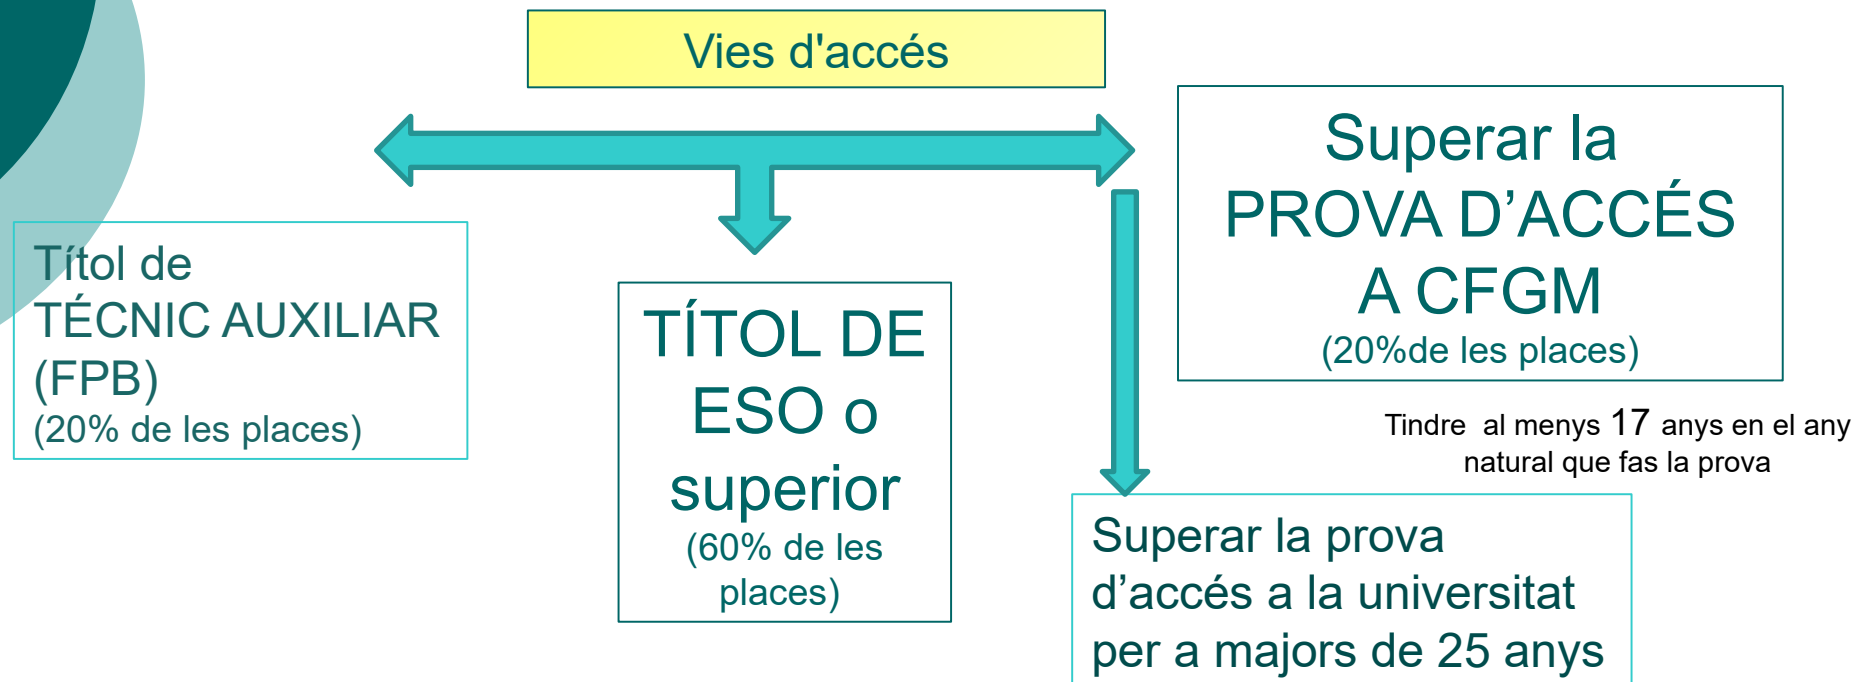 Vies d'accés
Superar la
PROVA D’ACCÉS
A CFGM
(20%de les places)
Títol de
TÉCNIC AUXILIAR
(FPB)
(20% de les places)
TÍTOL DE
ESO o
superior
(60% de les
places)
Tindre al menys 17 anys en el any
natural que fas la prova
Superar la prova
d’accés a la universitat
per a majors de 25 anys